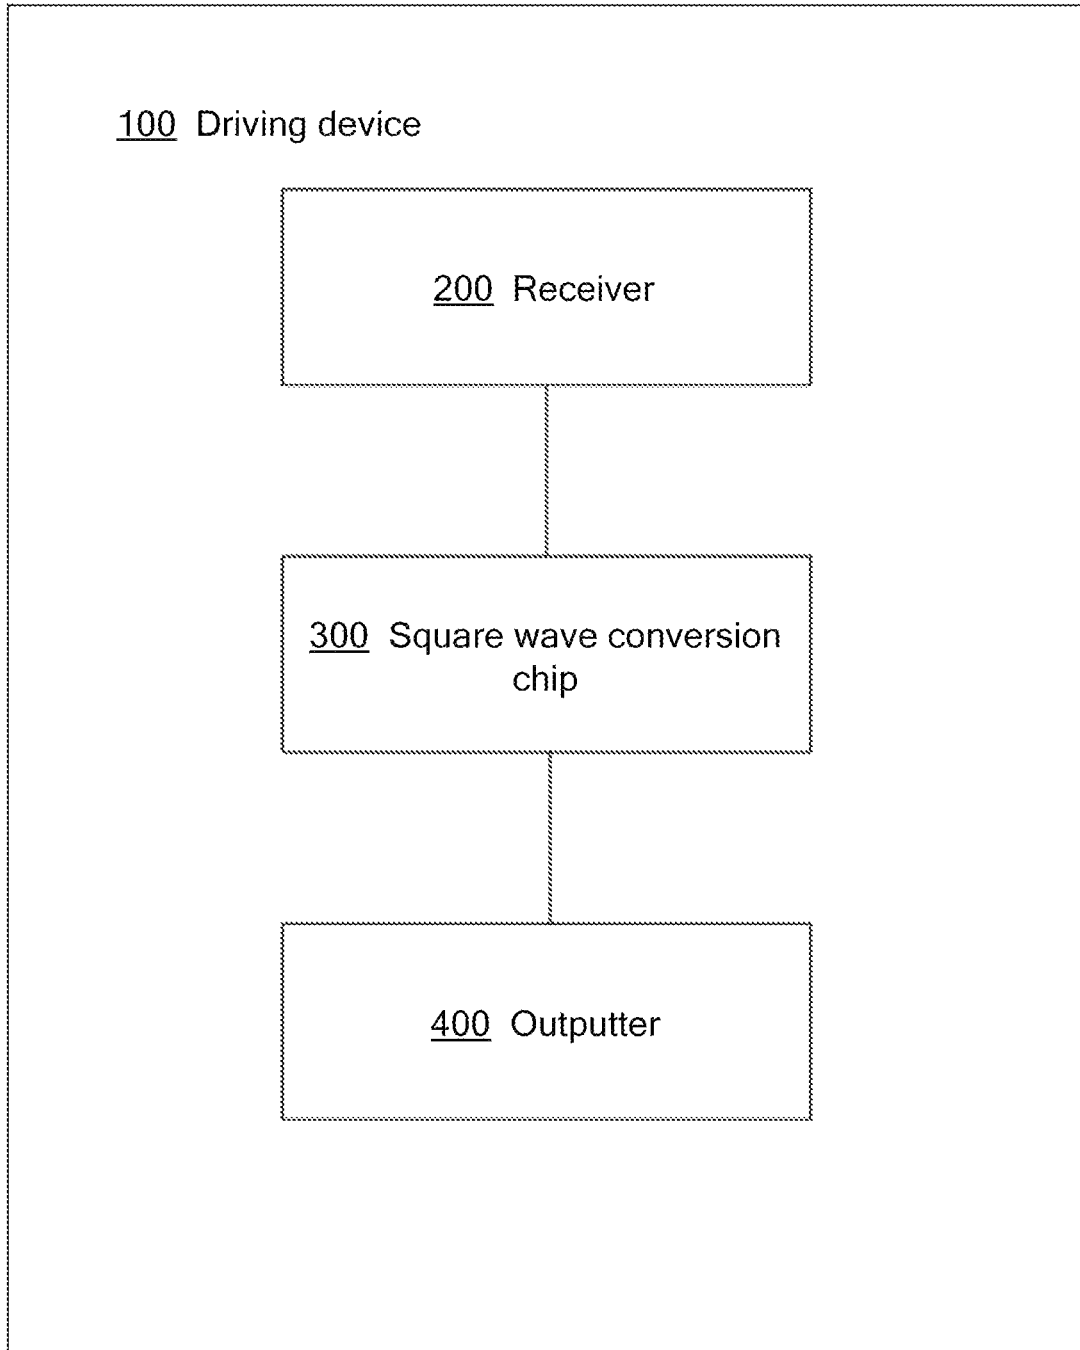 100 Driving device
200 Receiver
300 Square wave conversion
chip
400 Outputter